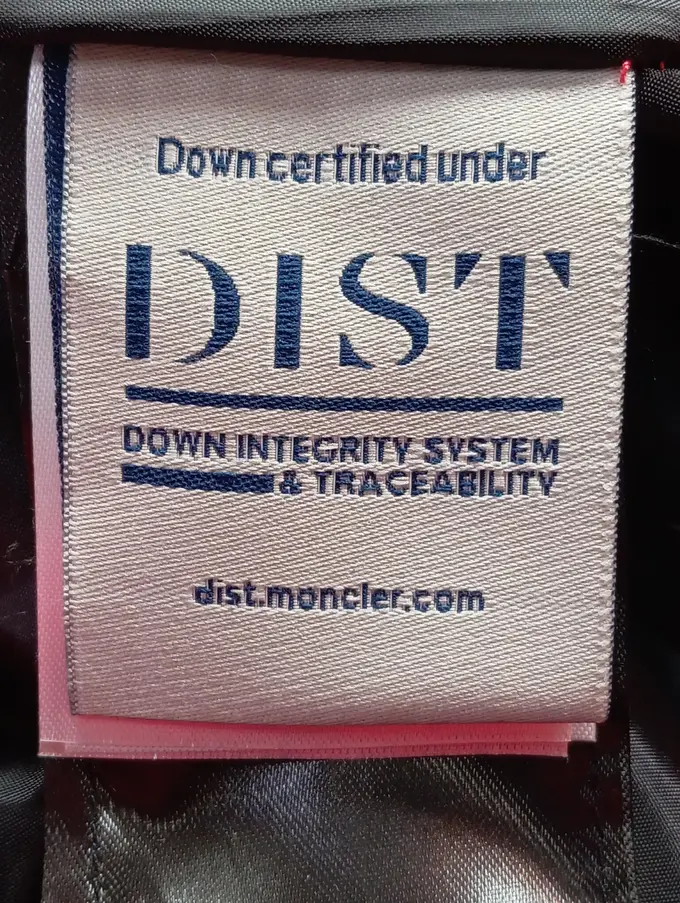 Down certified under
DIST
DOWN INTEGRITY SYSTEM
& TRACEABILITY
dist.moncler.com